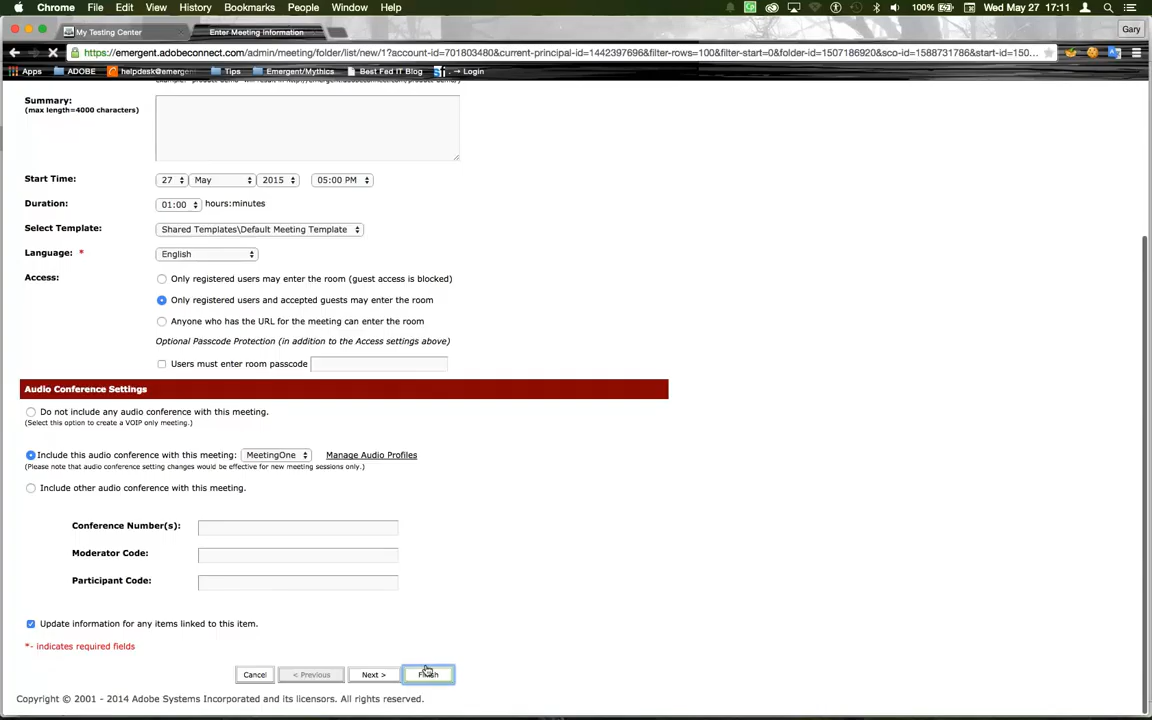 Chrome File Edit View History Bookmarks People Window Help 100% Wed May 27 17:11
My Testing Center Enter Meeting Information Gary
https://emergent.adobeconnect.com/admin/meeting/folder/list/new/1?account-id=701803480&current-principal-id=1442397696&filter-rows=100&filter-start=0&folder-id=1507186920&sco-id=1588731786&start-id=150...
Apps ADOBE helpdesk@emerg Tips Emergent/Mythics Best Fed IT Blog → Login
Summary:
(max length=4000 characters)
Start Time: 27 May 2015 05:00 PM
Duration: 01:00 hours:minutes
Select Template: Shared Templates\Default Meeting Template
Language: * English
Access: Only registered users may enter the room (guest access is blocked)
Only registered users and accepted guests may enter the room
Anyone who has the URL for the meeting can enter the room
Optional Passcode Protection (in addition to the Access settings above)
Users must enter room passcode
Audio Conference Settings
Do not include any audio conference with this meeting.
(Select this option to create a VOIP only meeting.)
Include this audio conference with this meeting: MeetingOne Manage Audio Profiles
(Please note that audio conference setting changes would be effective for new meeting sessions only.)
Include other audio conference with this meeting.
Conference Number(s):
Moderator Code:
Participant Code:
Update information for any items linked to this item.
*- indicates required fields
Cancel < Previous Next > Finish
Copyright © 2001 - 2014 Adobe Systems Incorporated and its licensors. All rights reserved.